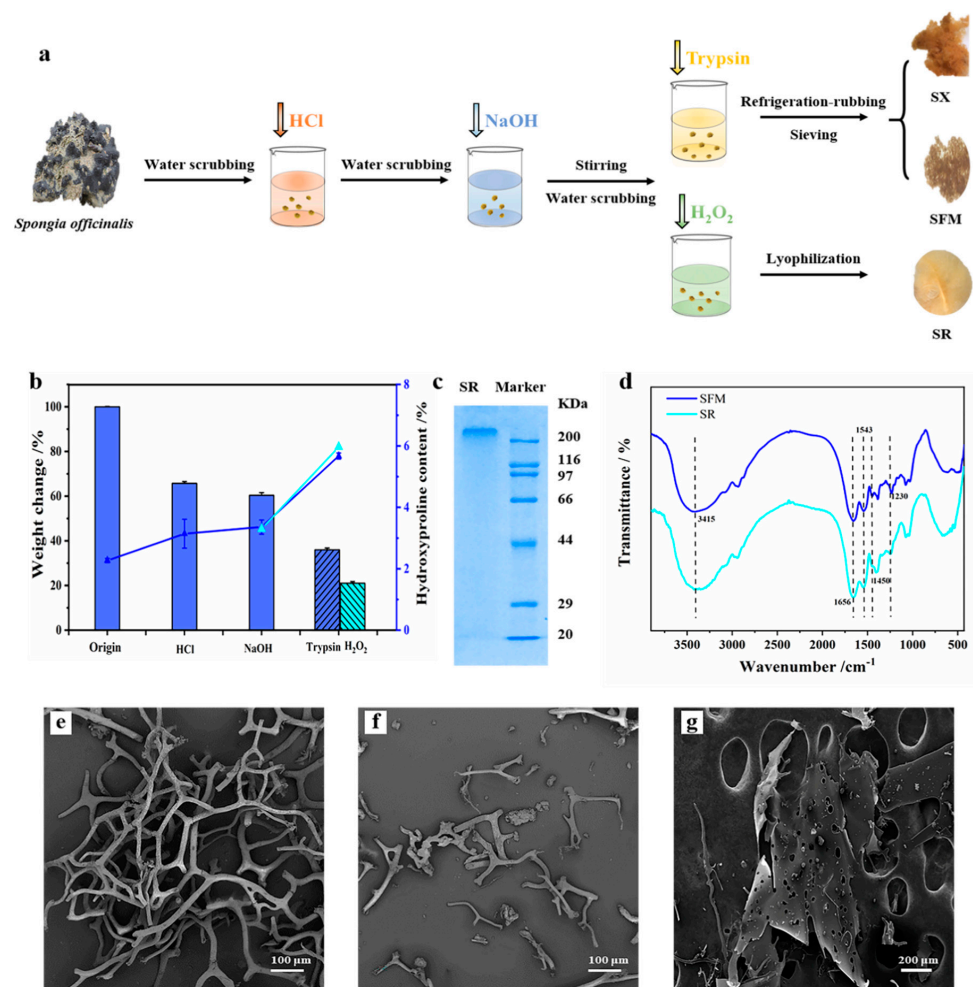 a
HCl
NaOH
Trypsin
H₂O₂
Water scrubbing
Water scrubbing
Stirring
Water scrubbing
Refrigeration-rubbing
Sieving
Lyophilization
Spongia officinalis
SX
SFM
SR
b
Weight change /%
100
80
60
40
20
0
Origin
HCl
NaOH
Trypsin
H₂O₂
8
6
4
2
0
Hydroxyproline content /%
c
SR
Marker
KDa
200
116
97
66
44
29
20
d
SFM
SR
Transmittance / %
3415
1656
1543
1450
1230
3500
3000
2500
2000
1500
1000
500
Wavenumber /cm⁻¹
e
100 μm
f
100 μm
g
200 μm